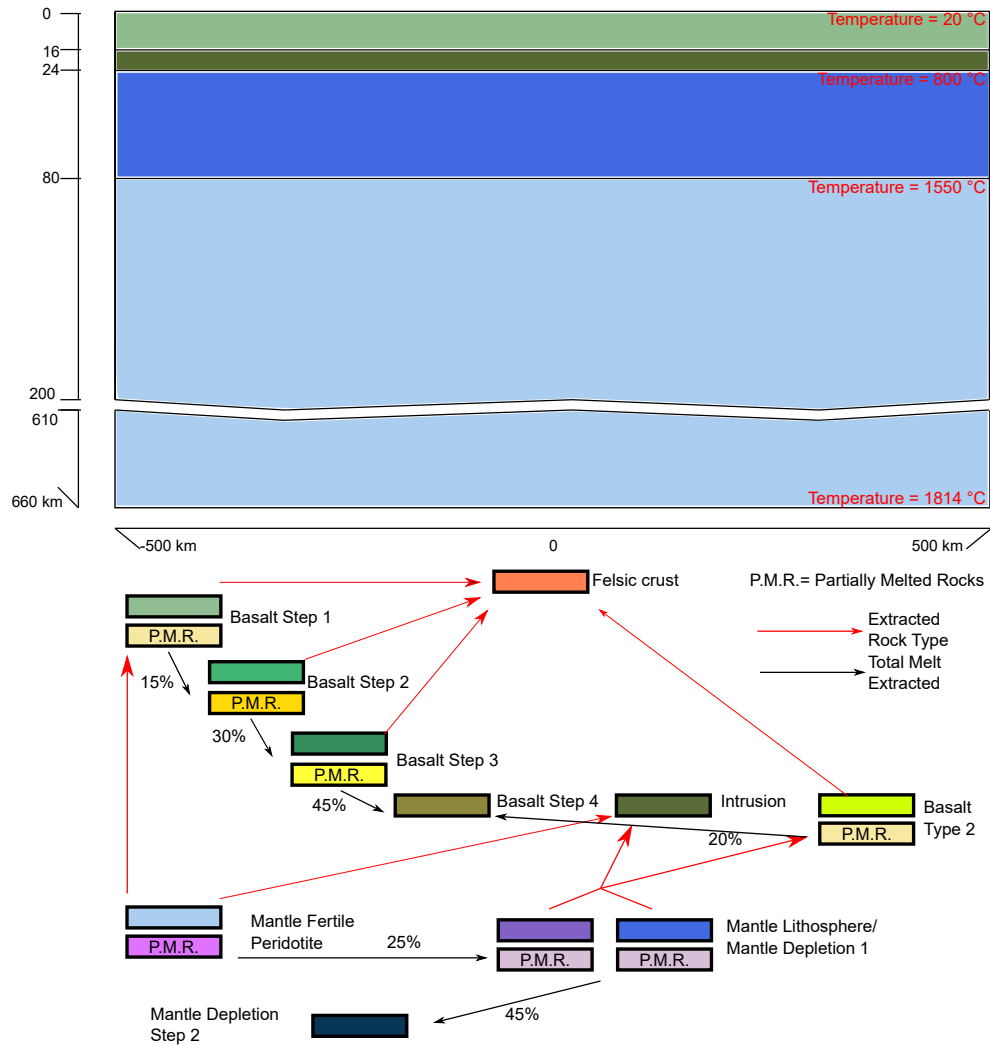 0
Temperature = 20 °C
16
24
Temperature = 800 °C
80
Temperature = 1550 °C
200
610
660 km
Temperature = 1814 °C
-500 km
0
500 km
Felsic crust
P.M.R.= Partially Melted Rocks
Basalt Step 1
P.M.R.
Extracted
Rock Type
Total Melt
Extracted
15%
Basalt Step 2
P.M.R.
30%
Basalt Step 3
P.M.R.
45%
Basalt Step 4
Intrusion
Basalt
Type 2
P.M.R.
20%
Mantle Fertile
Peridotite
P.M.R.
25%
P.M.R.
P.M.R.
Mantle Lithosphere/
Mantle Depletion 1
45%
Mantle Depletion
Step 2